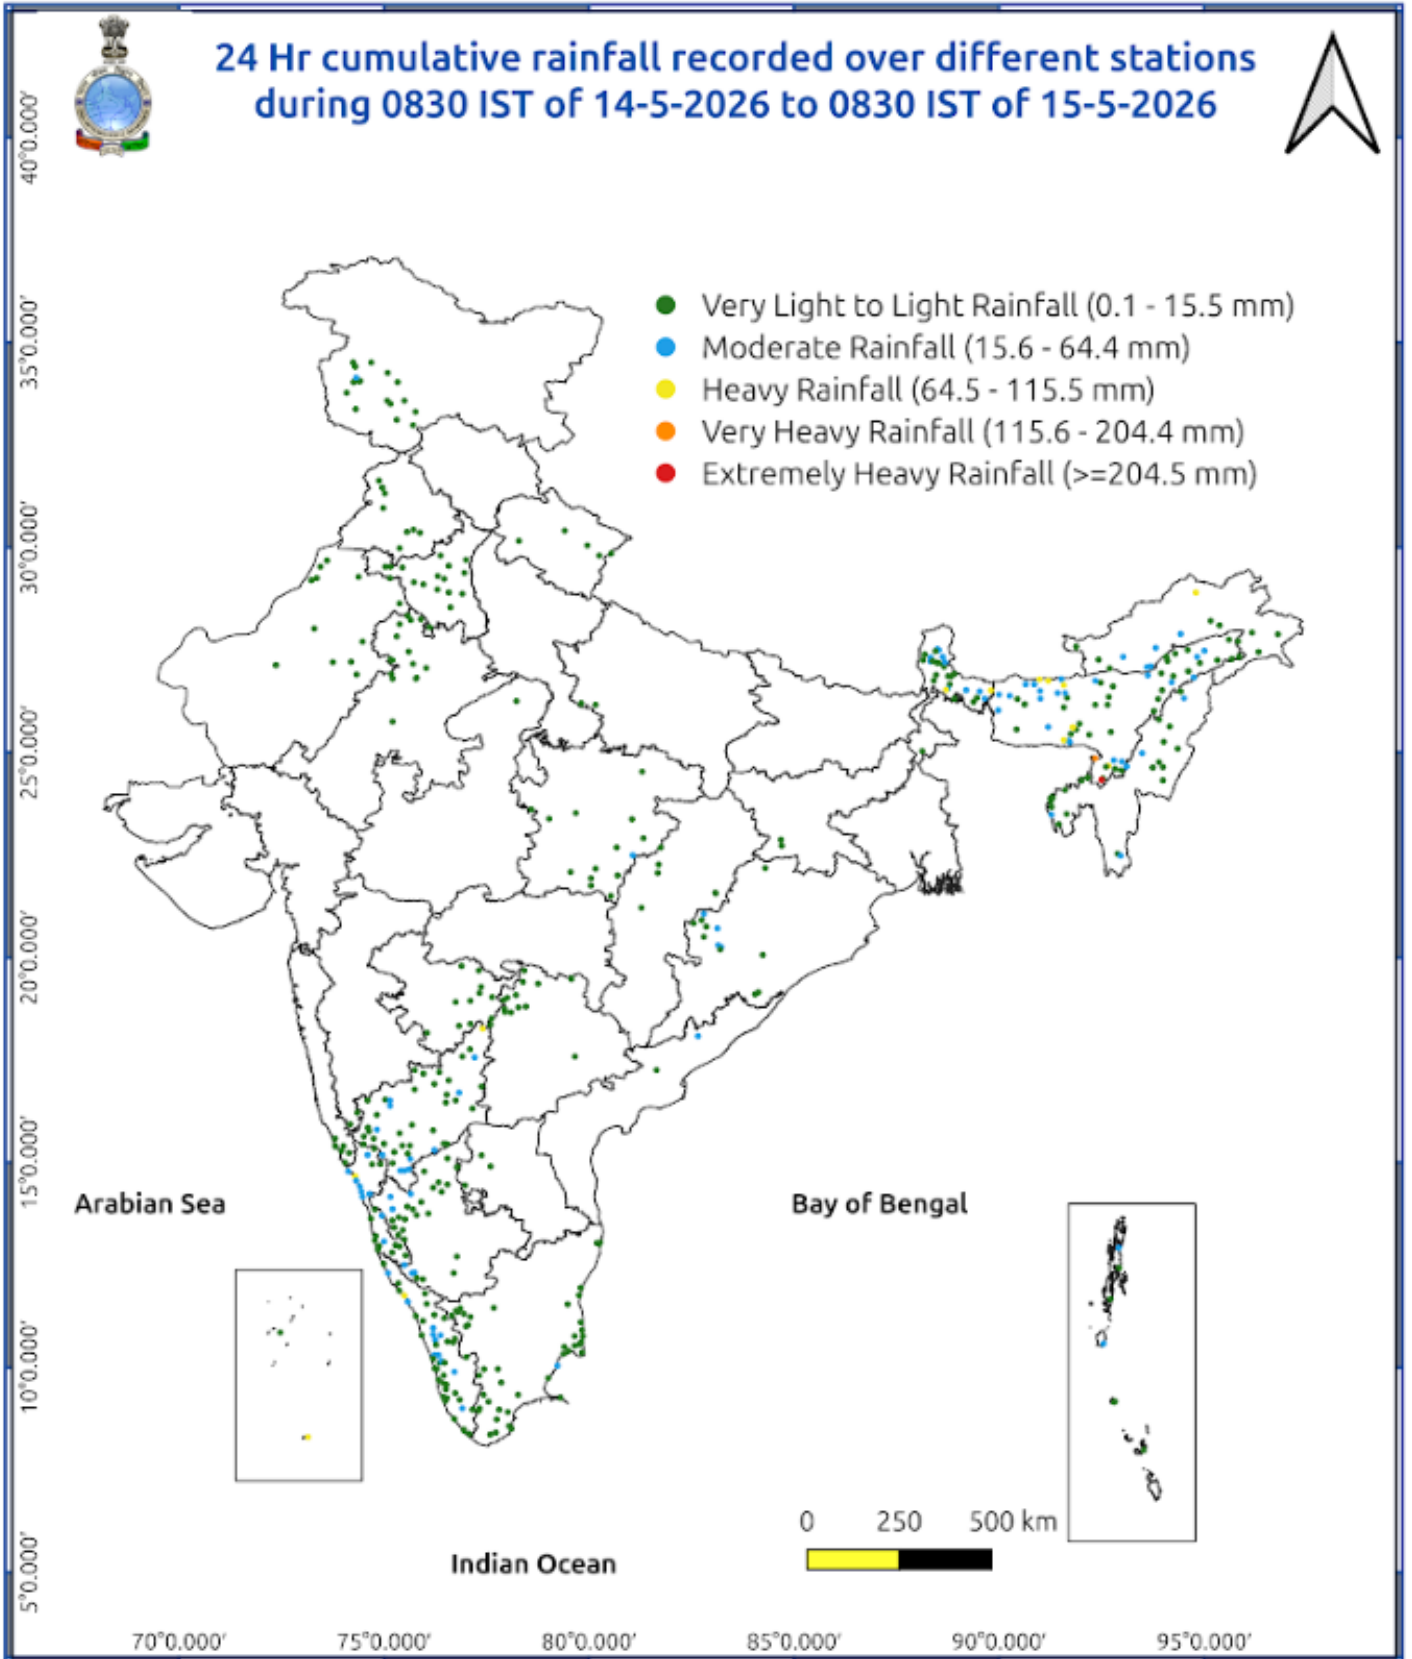 24 Hr cumulative rainfall recorded over different stations
during 0830 IST of 14-5-2026 to 0830 IST of 15-5-2026
40°0.000′
35°0.000′
30°0.000′
25°0.000′
20°0.000′
15°0.000′
10°0.000′
5°0.000′
Very Light to Light Rainfall (0.1 - 15.5 mm)
Moderate Rainfall (15.6 - 64.4 mm)
Heavy Rainfall (64.5 - 115.5 mm)
Very Heavy Rainfall (115.6 - 204.4 mm)
Extremely Heavy Rainfall (>=204.5 mm)
Arabian Sea
Bay of Bengal
0 250 500 km
Indian Ocean
70°0.000′ 75°0.000′ 80°0.000′ 85°0.000′ 90°0.000′ 95°0.000′